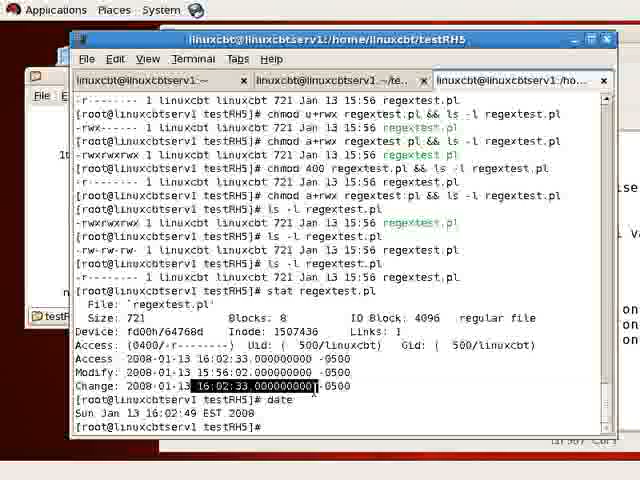 Applications Places System
linuxcbt@linuxcbtserv1:/home/linuxcbt/testRH5
File Edit View Terminal Tabs Help
linuxcbt@linuxcbtserv1:~ linuxcbt@linuxcbtserv1:~/te... linuxcbt@linuxcbtserv1:/ho...
-r-------- 1 linuxcbt linuxcbt 721 Jan 13 15:56 regextest.pl
[root@linuxcbtserv1 testRH5]# chmod u+rwx regextest.pl && ls -l regextest.pl
-rwx------ 1 linuxcbt linuxcbt 721 Jan 13 15:56 regextest.pl
[root@linuxcbtserv1 testRH5]# chmod a+rwx regextest.pl && ls -l regextest.pl
-rwxrwxrwx 1 linuxcbt linuxcbt 721 Jan 13 15:56 regextest.pl
[root@linuxcbtserv1 testRH5]# chmod 400 regextest.pl && ls -l regextest.pl
-r-------- 1 linuxcbt linuxcbt 721 Jan 13 15:56 regextest.pl
[root@linuxcbtserv1 testRH5]# chmod a+rwx regextest.pl && ls -l regextest.pl
[root@linuxcbtserv1 testRH5]# ls -l regextest.pl
-rwxrwxrwx 1 linuxcbt linuxcbt 721 Jan 13 15:56 regextest.pl
[root@linuxcbtserv1 testRH5]# ls -l regextest.pl
-rw-rw-rw- 1 linuxcbt linuxcbt 721 Jan 13 15:56 regextest.pl
[root@linuxcbtserv1 testRH5]# ls -l regextest.pl
-r-------- 1 linuxcbt linuxcbt 721 Jan 13 15:56 regextest.pl
[root@linuxcbtserv1 testRH5]# stat regextest.pl
File: `regextest.pl'
Size: 721 Blocks: 8 IO Block: 4096 regular file
Device: fd00h/64768d Inode: 1507436 Links: 1
Access: (0400/-r--------) Uid: ( 500/linuxcbt) Gid: ( 500/linuxcbt)
Access: 2008-01-13 16:02:33.000000000 -0500
Modify: 2008-01-13 15:56:02.000000000 -0500
Change: 2008-01-13 16:02:33.000000000 -0500
[root@linuxcbtserv1 testRH5]# date
Sun Jan 13 16:02:49 EST 2008
[root@linuxcbtserv1 testRH5]#
File